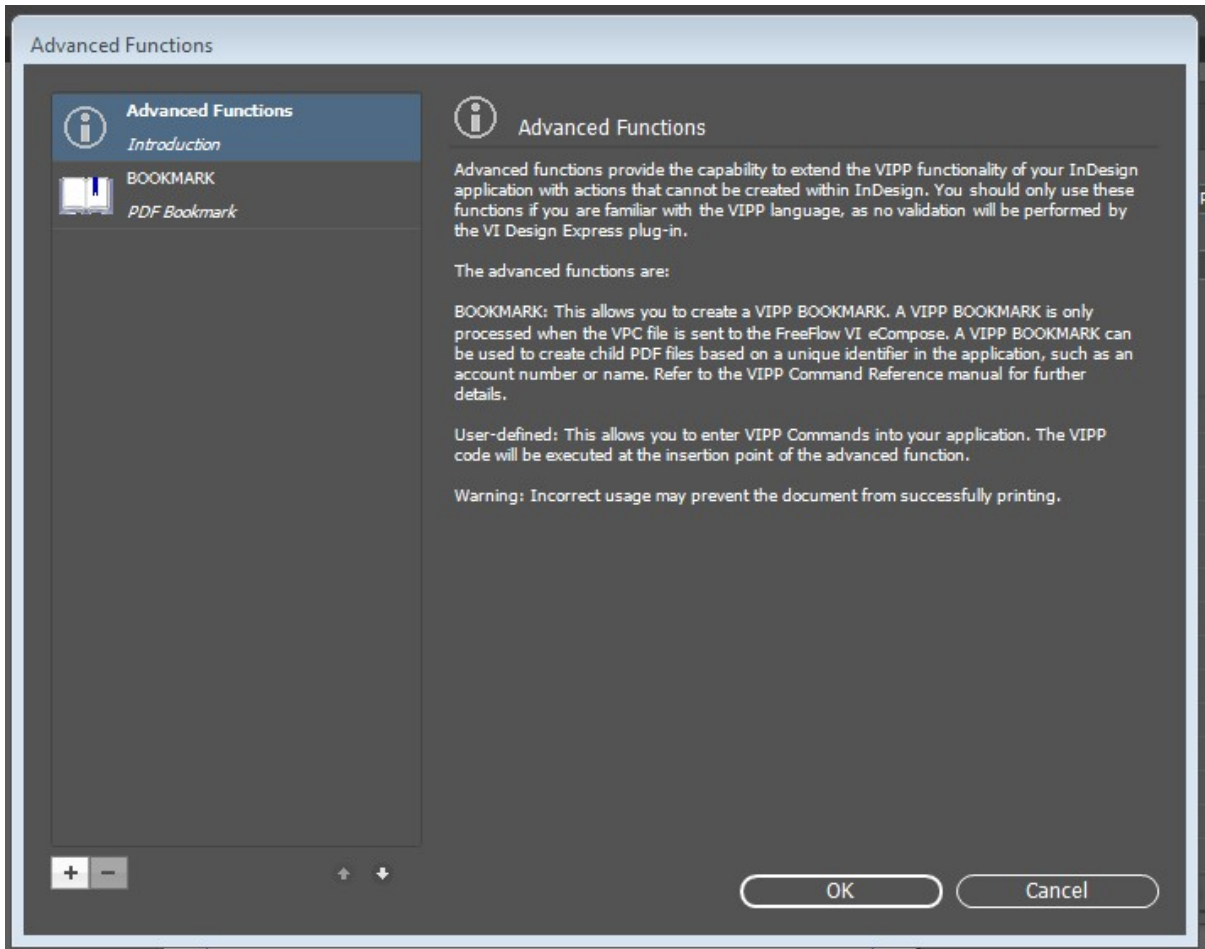 Advanced Functions
Advanced Functions
Introduction
BOOKMARK
PDF Bookmark
Advanced Functions
Advanced functions provide the capability to extend the VIPP functionality of your InDesign
application with actions that cannot be created within InDesign. You should only use these
functions if you are familiar with the VIPP language, as no validation will be performed by
the VI Design Express plug-in.
The advanced functions are:
BOOKMARK: This allows you to create a VIPP BOOKMARK. A VIPP BOOKMARK is only
processed when the VPC file is sent to the FreeFlow VI eCompose. A VIPP BOOKMARK can
be used to create child PDF files based on a unique identifier in the application, such as an
account number or name. Refer to the VIPP Command Reference manual for further
details.
User-defined: This allows you to enter VIPP Commands into your application. The VIPP
code will be executed at the insertion point of the advanced function.
Warning: Incorrect usage may prevent the document from successfully printing.
OK
Cancel